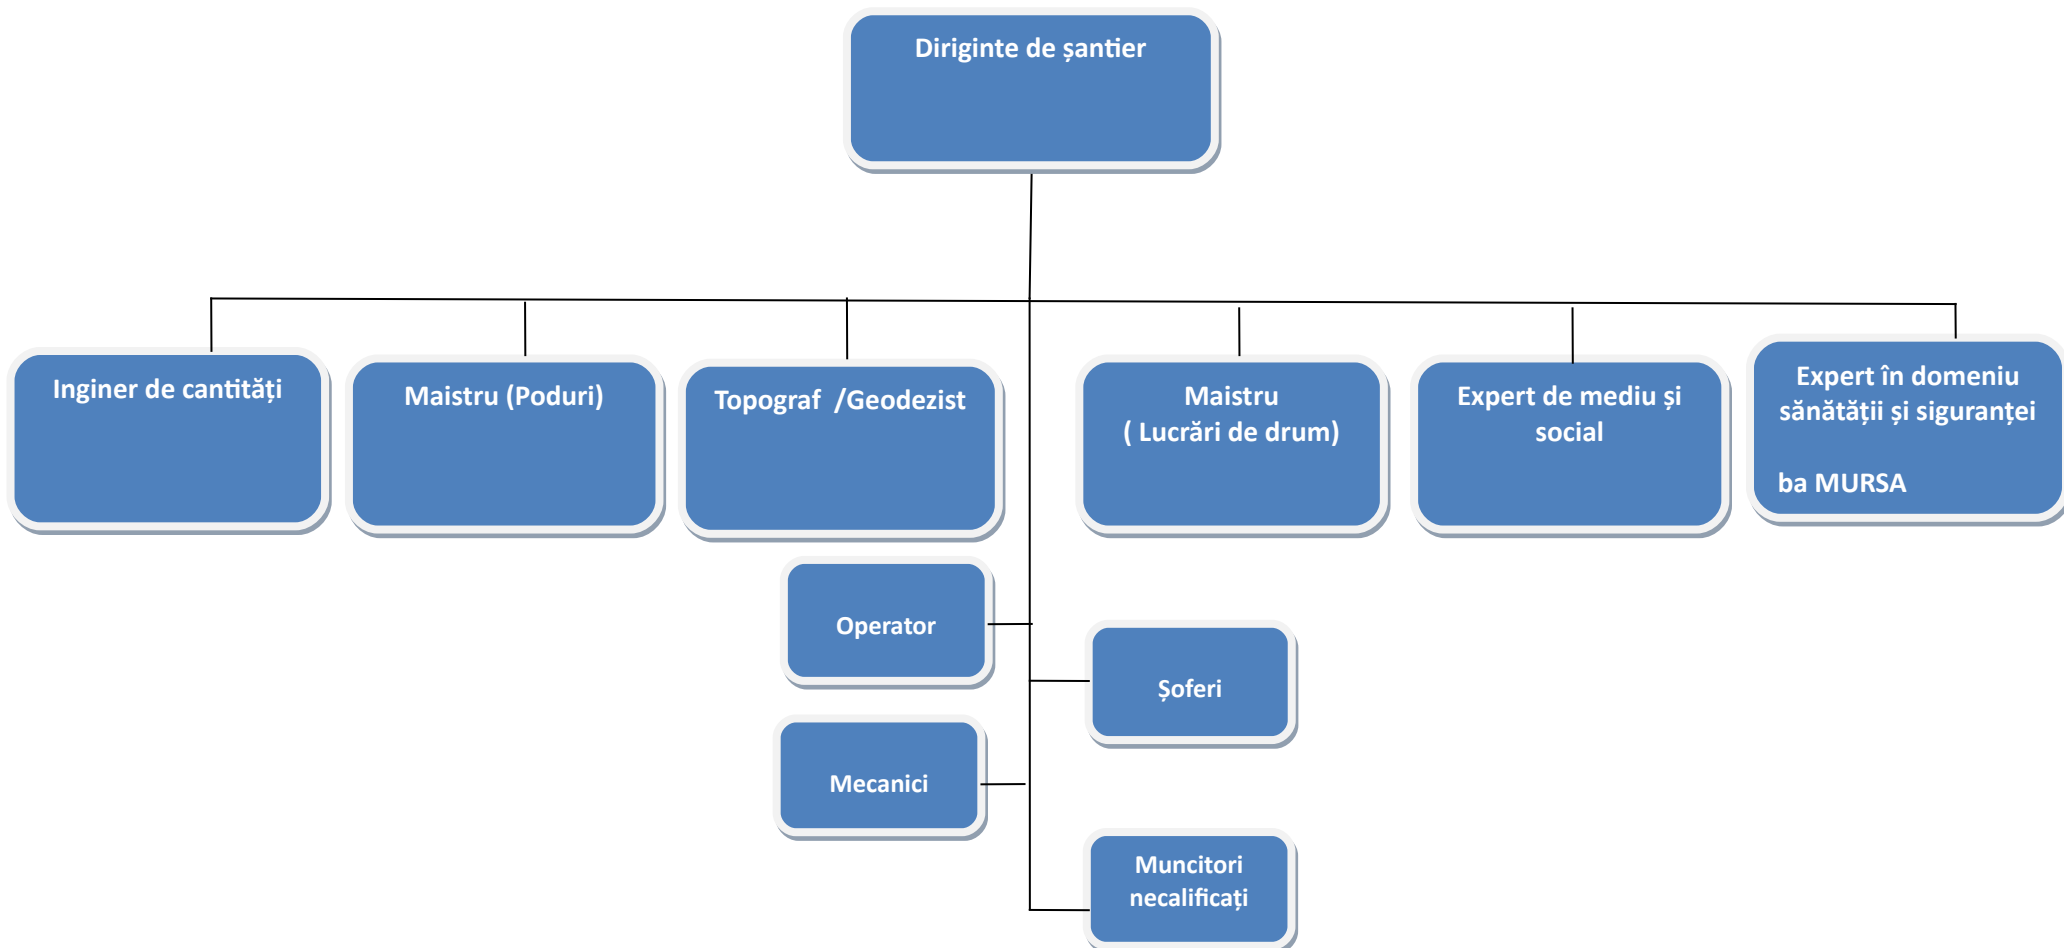 Diriginte de șantier
Inginer de cantități
Maistru (Poduri)
Topograf /Geodezist
Maistru
( Lucrări de drum)
Expert de mediu și
social
Expert în domeniu
sănătății și siguranței
ba MURSA
Operator
Șoferi
Mecanici
Muncitori
necalificați